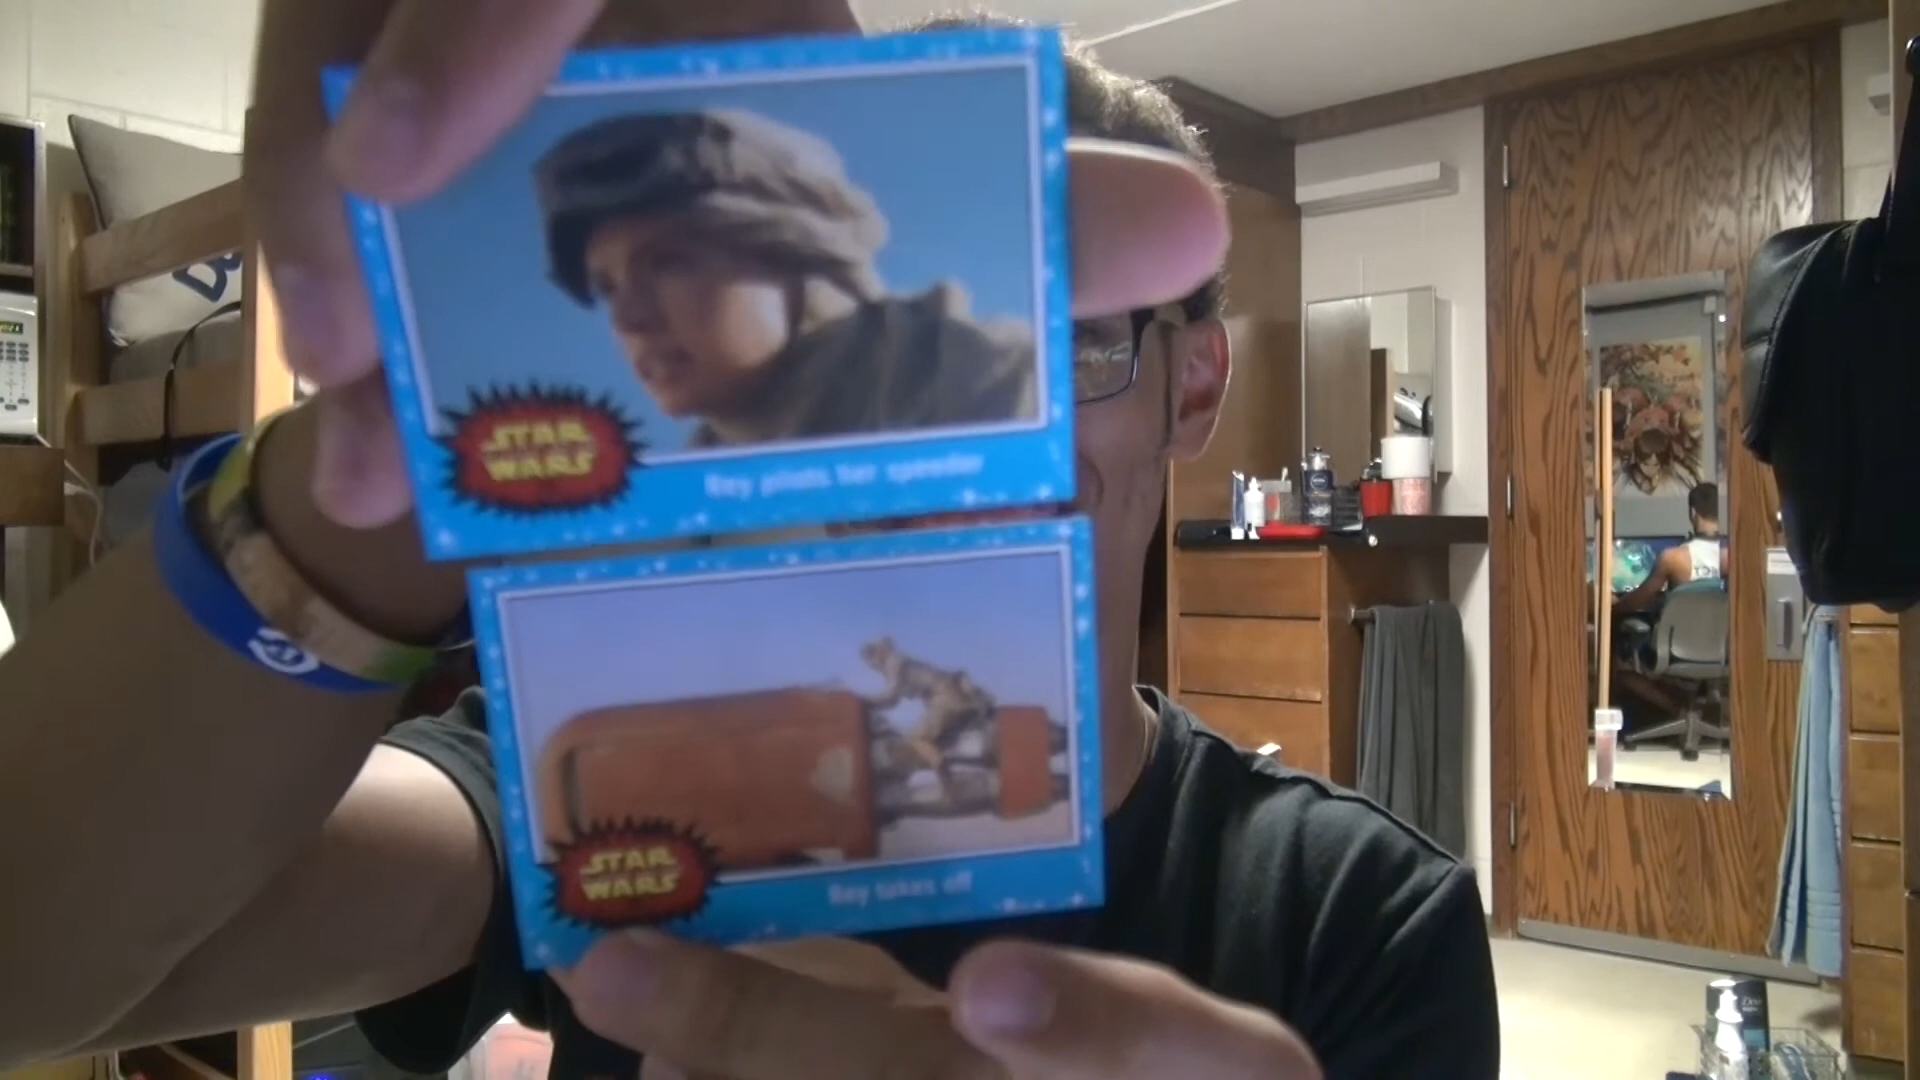 STAR
WARS
Rey pilots her speeder
STAR
WARS
Rey takes off